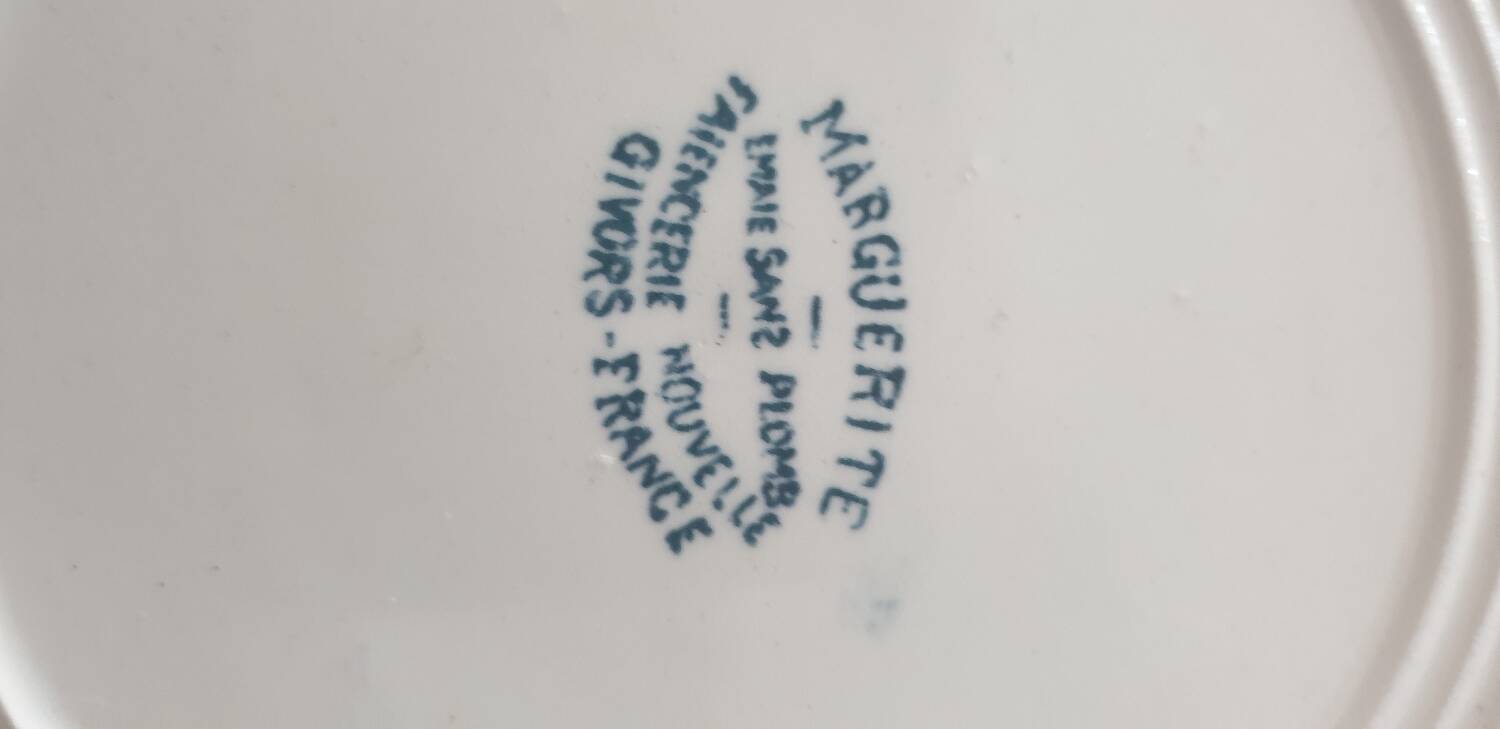 MARGUERITE
EMAIE SANS PLOMB
FAIENCERIE NOUVELLE
GIVORS-FRANCE